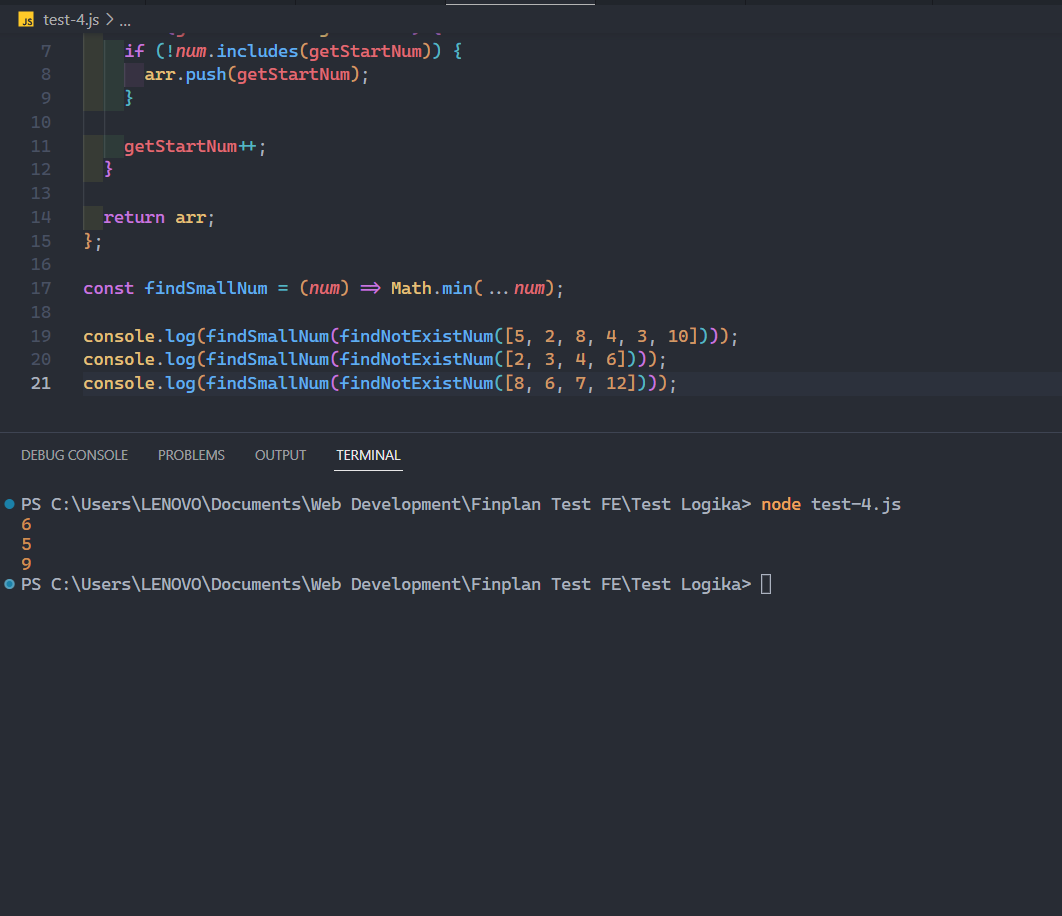 JS test-4.js > ...
7 if (!num.includes(getStartNum)) {
8 arr.push(getStartNum);
9 }
10
11 getStartNum++;
12 }
13
14 return arr;
15 };
16
17 const findSmallNum = (num) => Math.min(...num);
18
19 console.log(findSmallNum(findNotExistNum([5, 2, 8, 4, 3, 10])));
20 console.log(findSmallNum(findNotExistNum([2, 3, 4, 6])));
21 console.log(findSmallNum(findNotExistNum([8, 6, 7, 12])));
DEBUG CONSOLE PROBLEMS OUTPUT TERMINAL
PS C:\Users\LENOVO\Documents\Web Development\Finplan Test FE\Test Logika> node test-4.js
6
5
9
PS C:\Users\LENOVO\Documents\Web Development\Finplan Test FE\Test Logika>